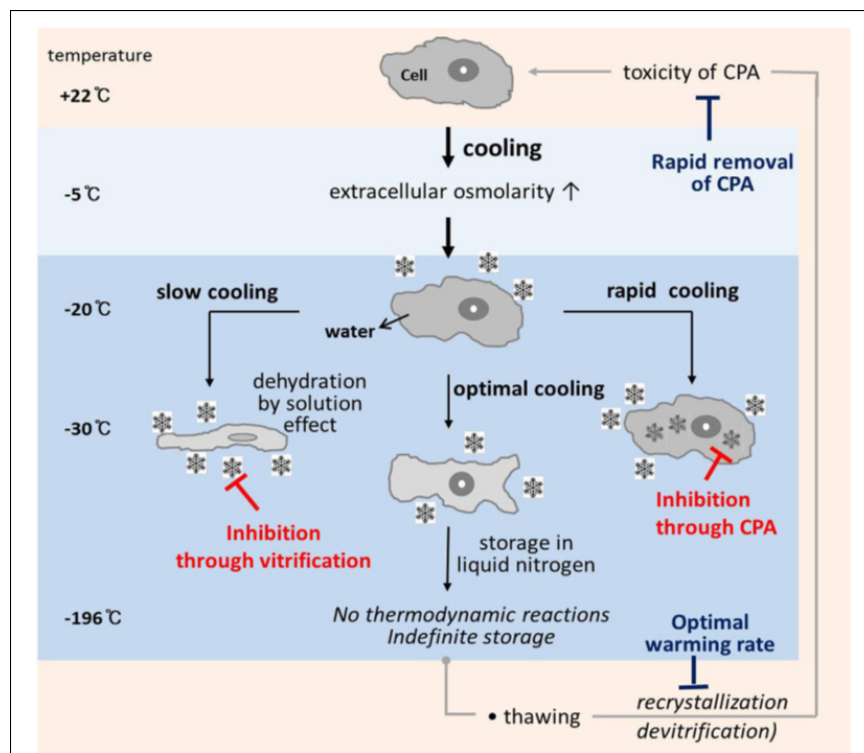 temperature
Cell
toxicity of CPA
+22℃
cooling
Rapid removal
of CPA
-5℃
extracellular osmolarity ↑
slow cooling
rapid cooling
-20℃
water
dehydration
by solution
effect
optimal cooling
-30℃
Inhibition
through CPA
Inhibition
through vitrification
storage in
liquid nitrogen
-196℃
No thermodynamic reactions
Indefinite storage
Optimal
warming rate
• thawing
recrystallization
devitrification)